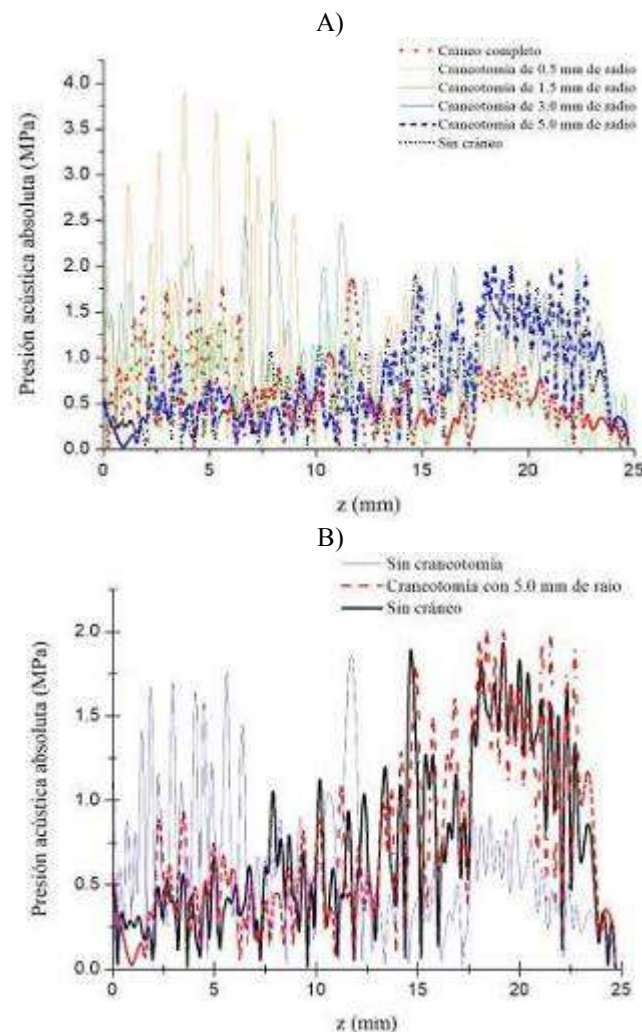 A)
Cráneo completo
Craneotomía de 0.5 mm de radio
Craneotomía de 1.5 mm de radio
Craneotomía de 3.0 mm de radio
Craneotomía de 5.0 mm de radio
Sin cráneo
Presión acústica absoluta (MPa)
4.0
3.5
3.0
2.5
2.0
1.5
1.0
0.5
0.0
0 5 10 15 20 25
z (mm)
B)
Sin craneotomía
Craneotomía con 5.0 mm de raio
Sin cráneo
Presión acústica absoluta (MPa)
2.0
1.5
1.0
0.5
0.0
0 5 10 15 20 25
z (mm)